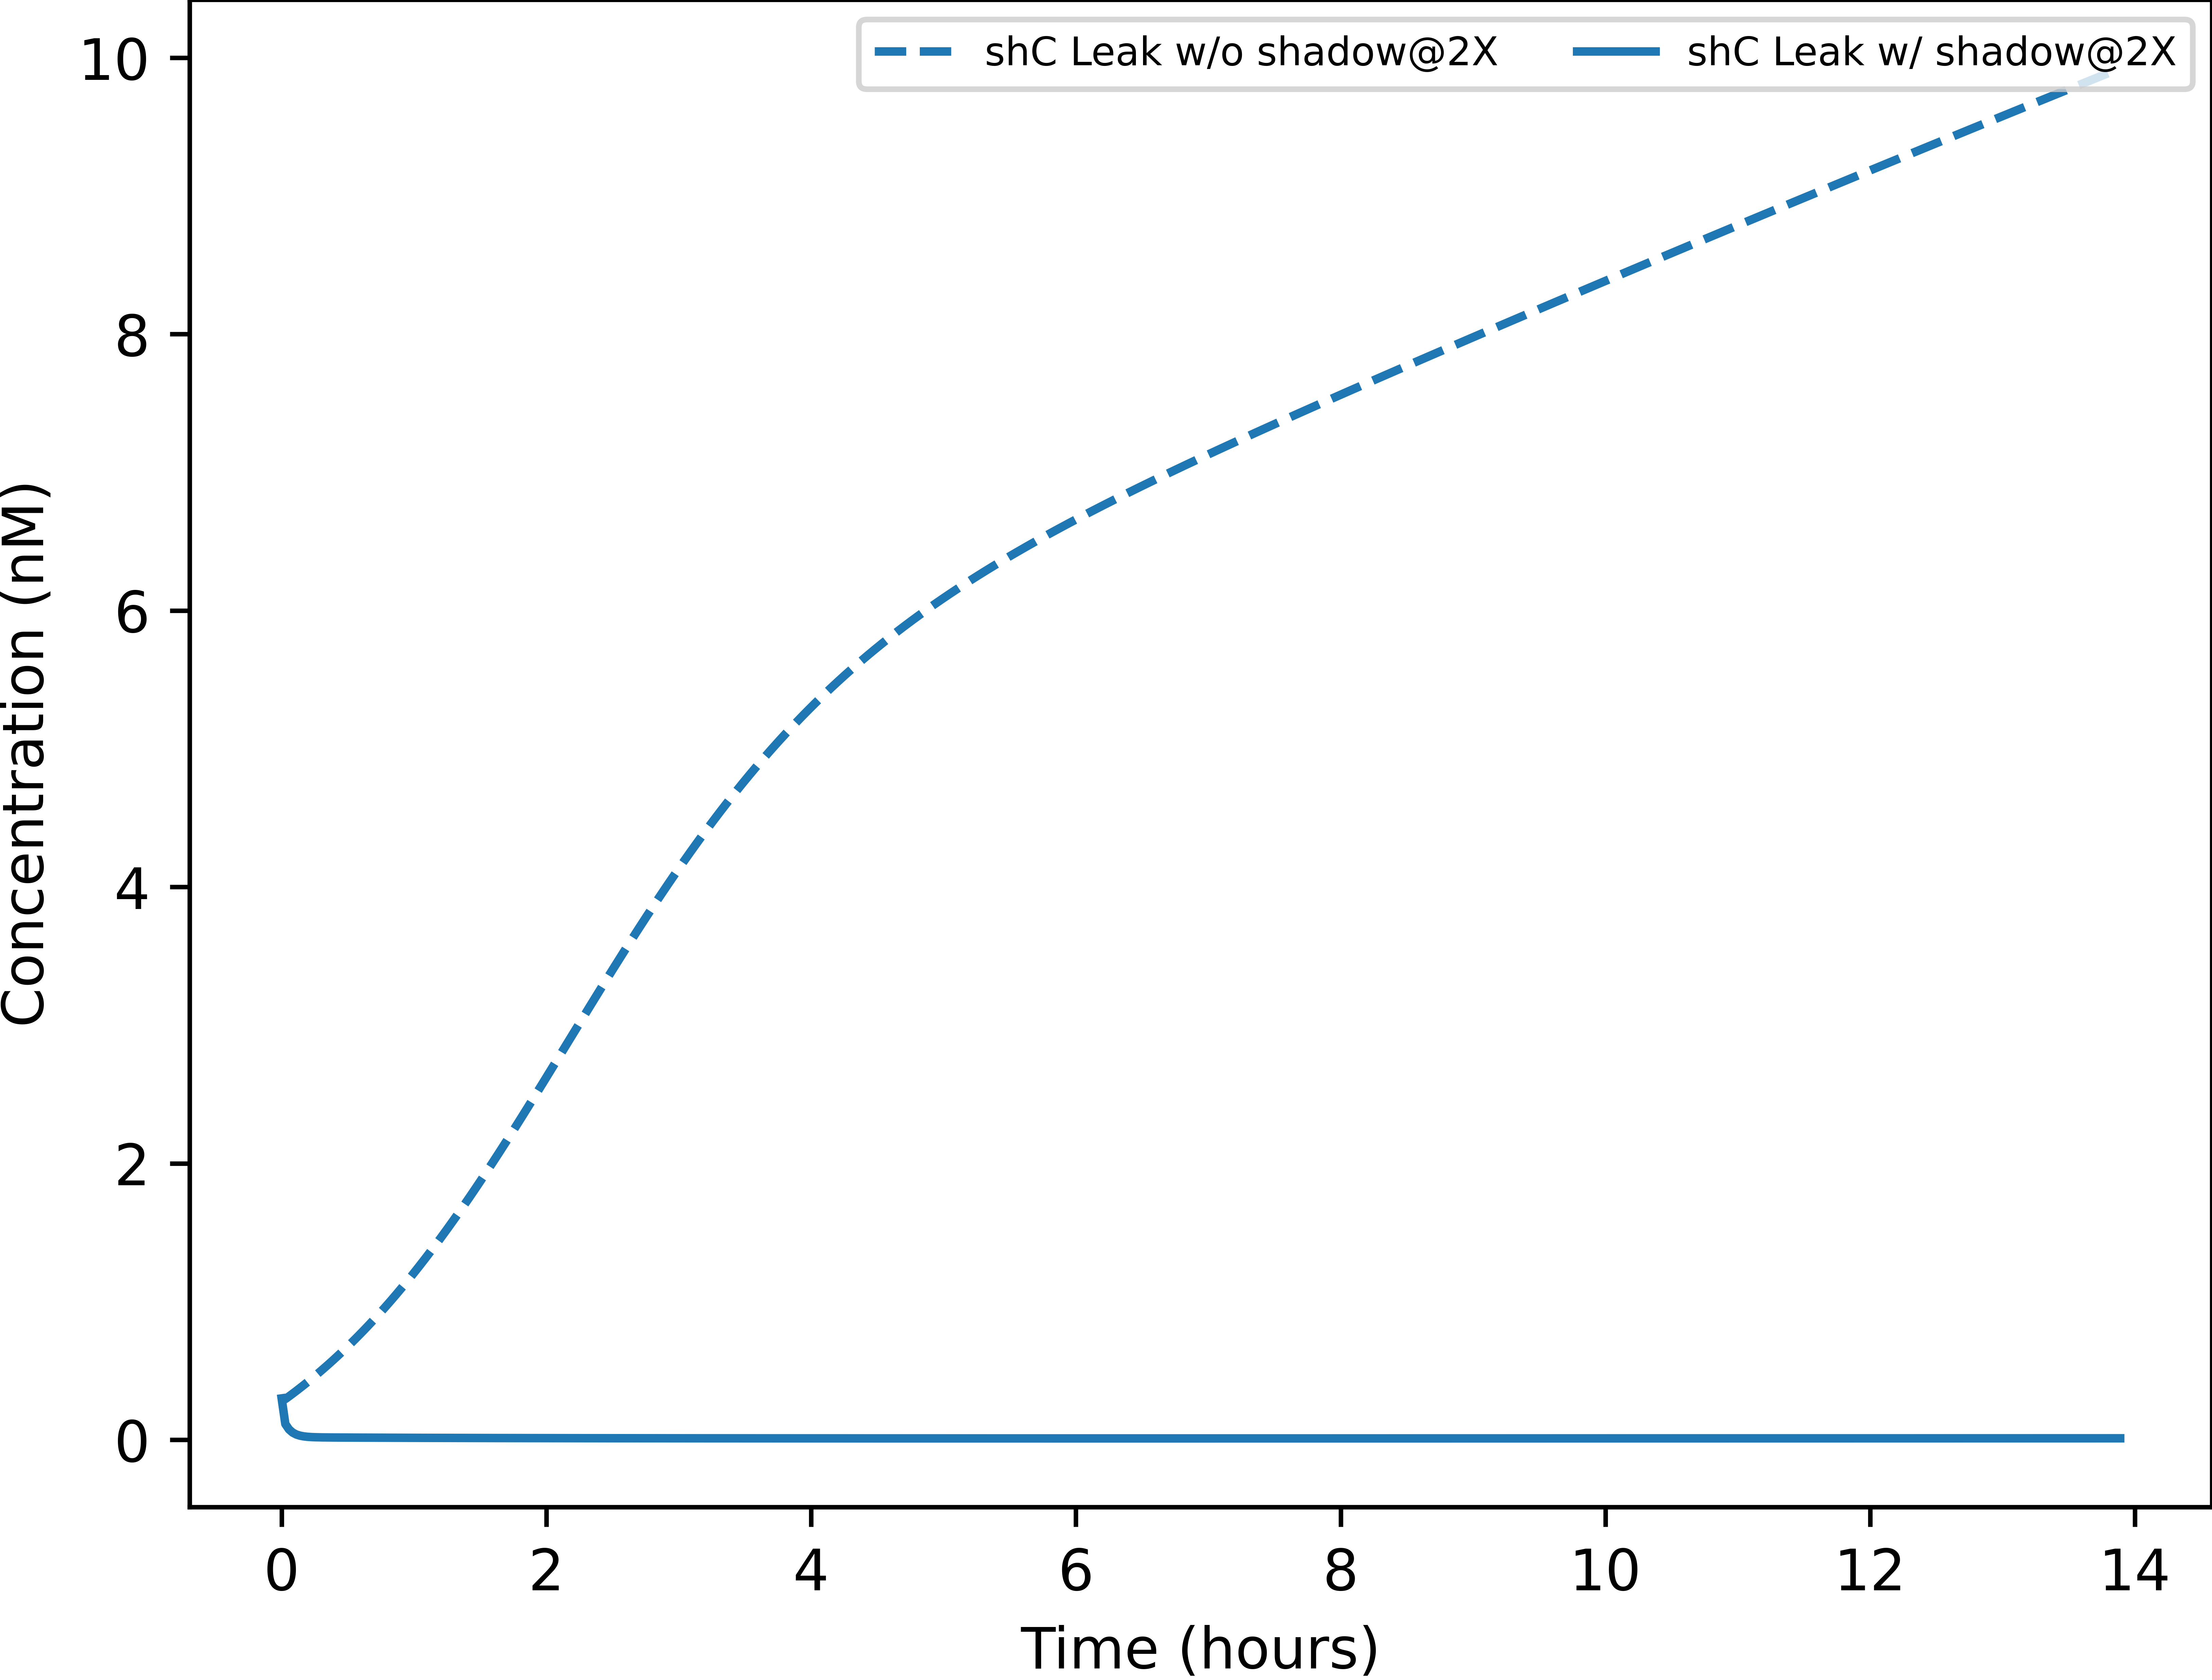 shC Leak w/o shadow@2X
shC Leak w/ shadow@2X
Concentration (nM)
10
8
6
4
2
0
0 2 4 6 8 10 12 14
Time (hours)